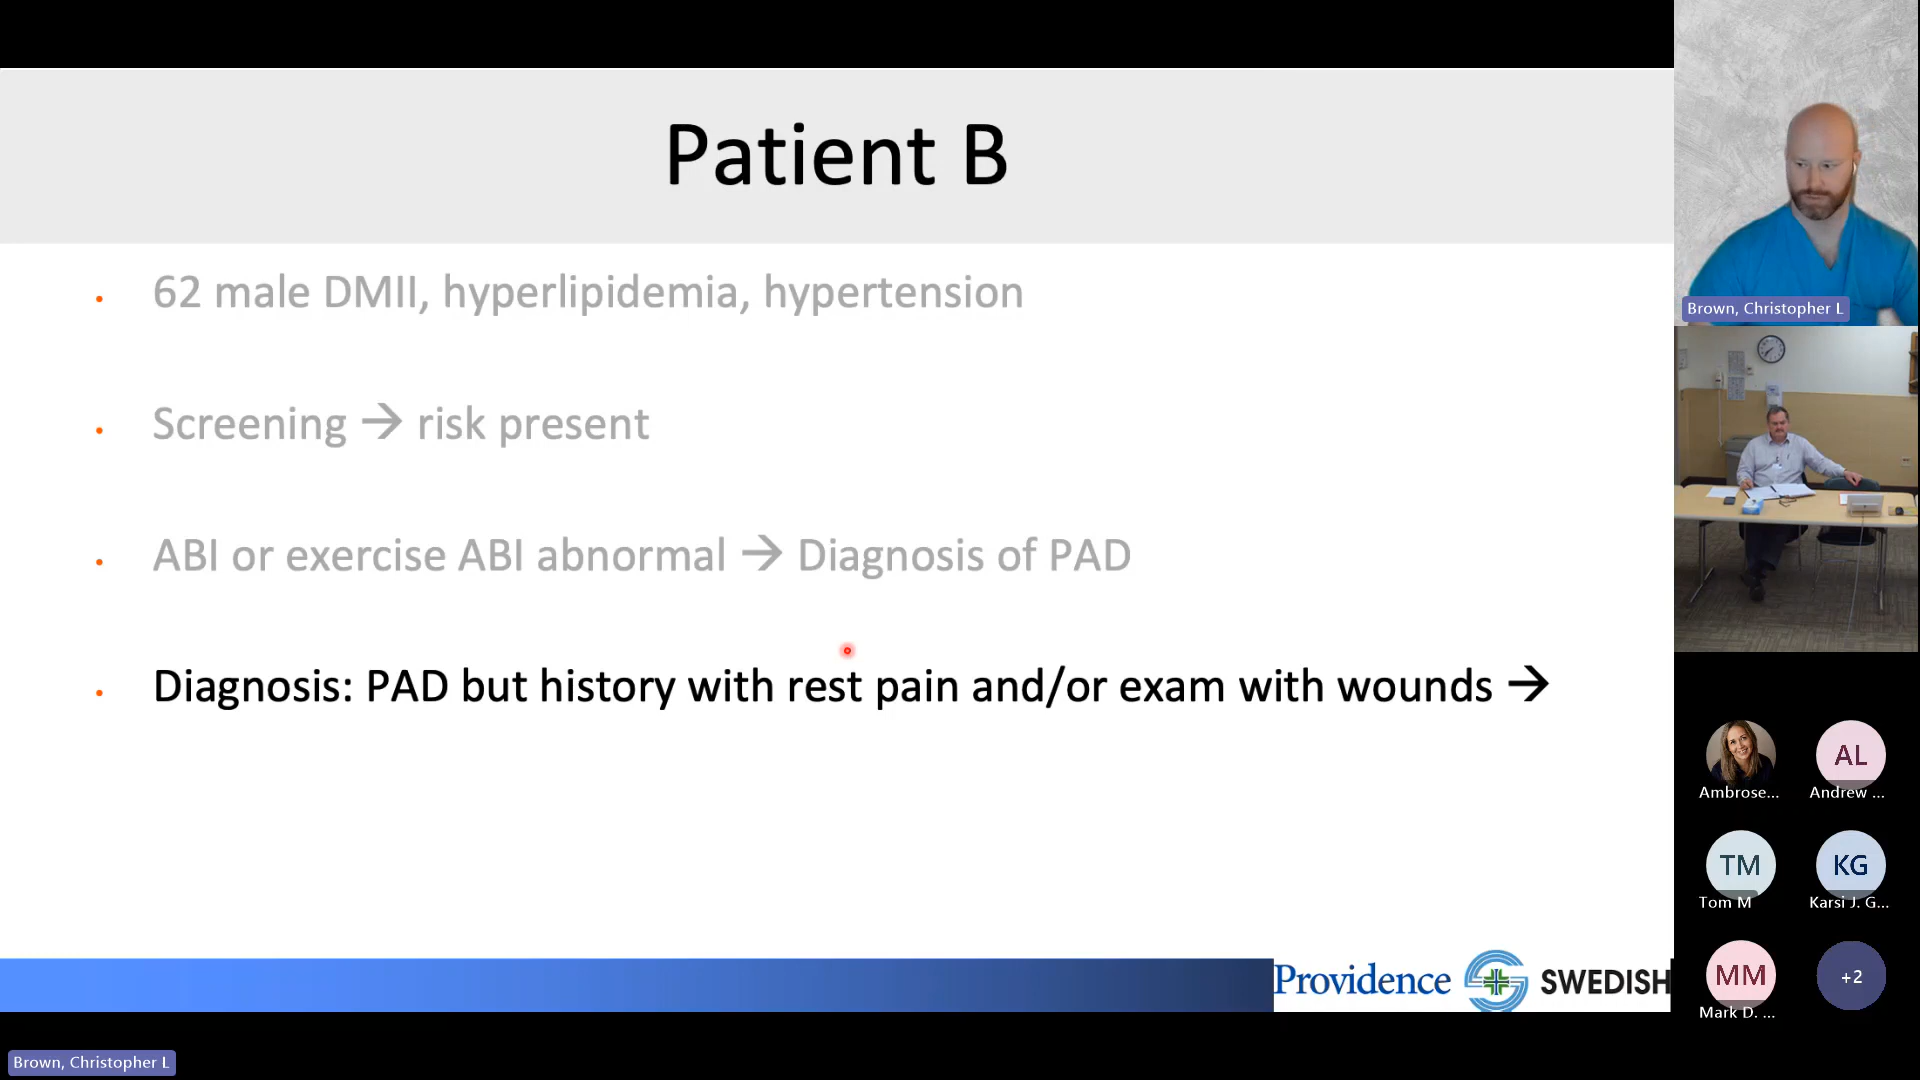 Patient B
• 62 male DMII, hyperlipidemia, hypertension
• Screening → risk present
• ABI or exercise ABI abnormal → Diagnosis of PAD
• Diagnosis: PAD but history with rest pain and/or exam with wounds →
Providence SWEDISH
Brown, Christopher L
Brown, Christopher L
AL
Ambrose... Andrew ...
TM KG
Tom M Karsi J. G...
MM +2
Mark D. ...